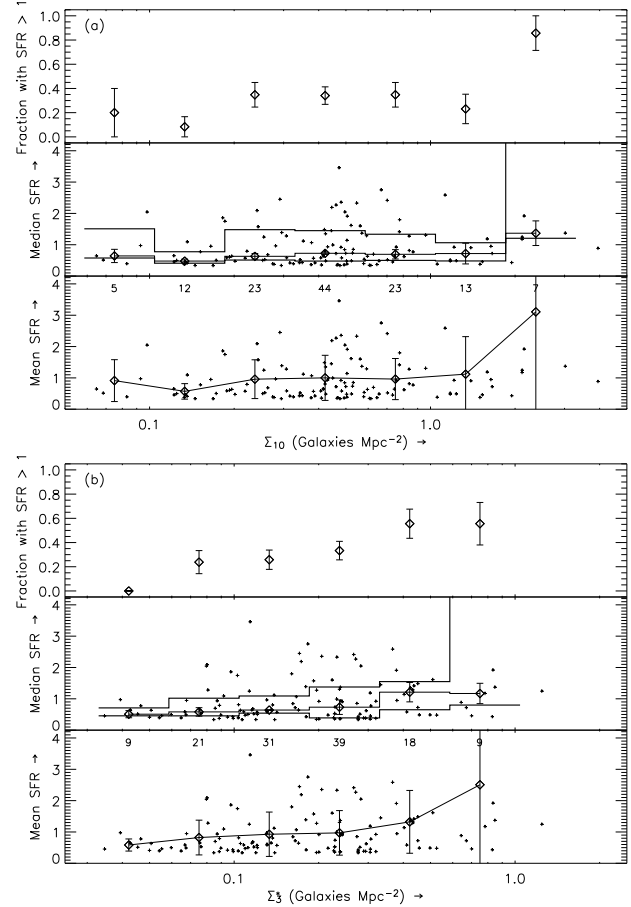 (a)
Fraction with SFR > 1
1.0
0.8
0.6
0.4
0.2
0.0
Median SFR →
4
3
2
1
0
5 12 23 44 23 13 7
Mean SFR →
4
3
2
1
0
0.1 1.0
Σ10 (Galaxies Mpc−2) →
(b)
Fraction with SFR > 1
1.0
0.8
0.6
0.4
0.2
0.0
Median SFR →
4
3
2
1
0
9 21 31 39 18 9
Mean SFR →
4
3
2
1
0
0.1 1.0
(Galaxies Mpc−2) →